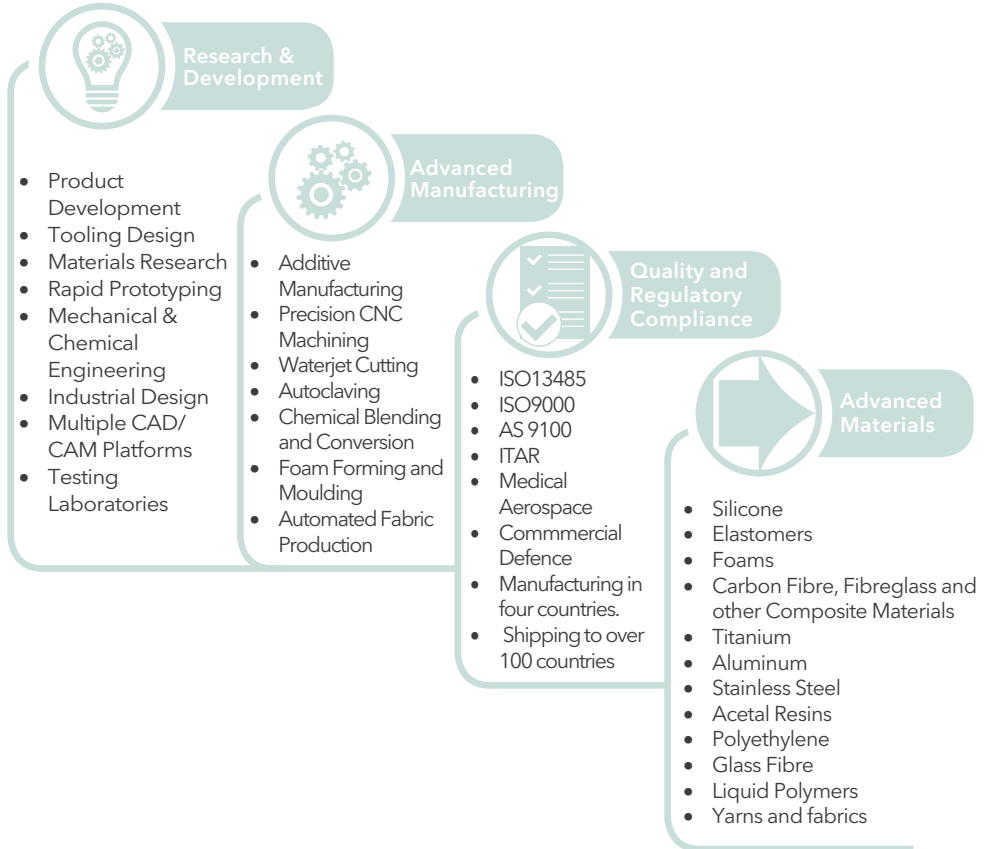 Research &
Development
• Product
Development
• Tooling Design
• Materials Research
• Rapid Prototyping
• Mechanical &
Chemical
Engineering
• Industrial Design
• Multiple CAD/
CAM Platforms
• Testing
Laboratories
Advanced
Manufacturing
• Additive
Manufacturing
• Precision CNC
Machining
• Waterjet Cutting
• Autoclaving
• Chemical Blending
and Conversion
• Foam Forming and
Moulding
• Automated Fabric
Production
Quality and
Regulatory
Compliance
• ISO13485
• ISO9000
• AS 9100
• ITAR
• Medical
Aerospace
• Commmercial
Defence
• Manufacturing in
four countries.
• Shipping to over
100 countries
Advanced
Materials
• Silicone
• Elastomers
• Foams
• Carbon Fibre, Fibreglass and
other Composite Materials
• Titanium
• Aluminum
• Stainless Steel
• Acetal Resins
• Polyethylene
• Glass Fibre
• Liquid Polymers
• Yarns and fabrics